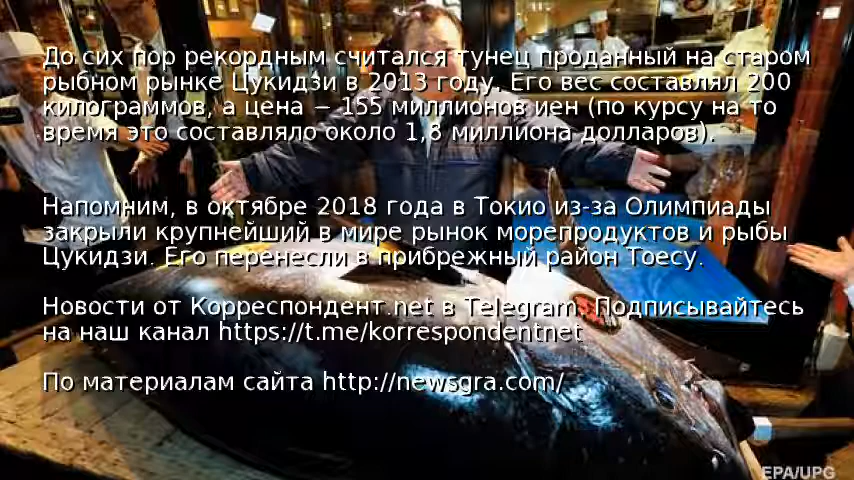 До сих пор рекордным считался тунец проданный на старом
рыбном рынке Цукидзи в 2013 году. Его вес составлял 200
килограммов, а цена – 155 миллионов иен (по курсу на то
время это составляло около 1,8 миллиона долларов).
Напомним, в октябре 2018 года в Токио из-за Олимпиады
закрыли крупнейший в мире рынок морепродуктов и рыбы
Цукидзи. Его перенесли в прибрежный район Тоесу.
Новости от Корреспондент.net в Telegram. Подписывайтесь
на наш канал https://t.me/korrespondentnet
По материалам сайта http://newsgra.com/
EPA/UPG